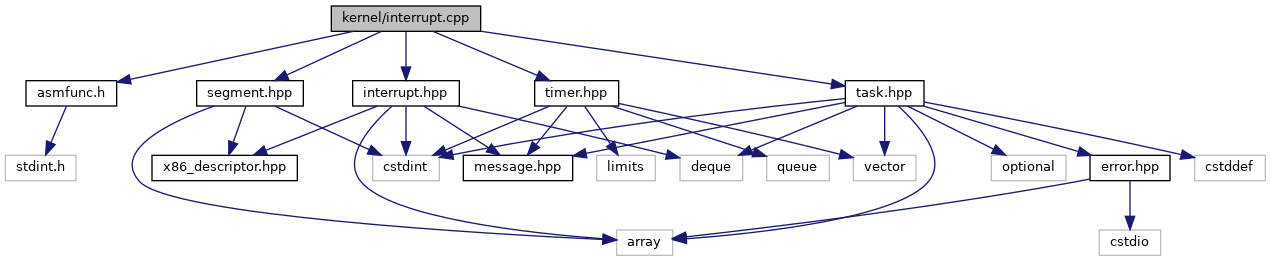 kernel/interrupt.cpp
asmfunc.h
segment.hpp
interrupt.hpp
timer.hpp
task.hpp
stdint.h
x86_descriptor.hpp
cstdint
message.hpp
limits
deque
queue
vector
optional
error.hpp
cstddef
array
cstdio